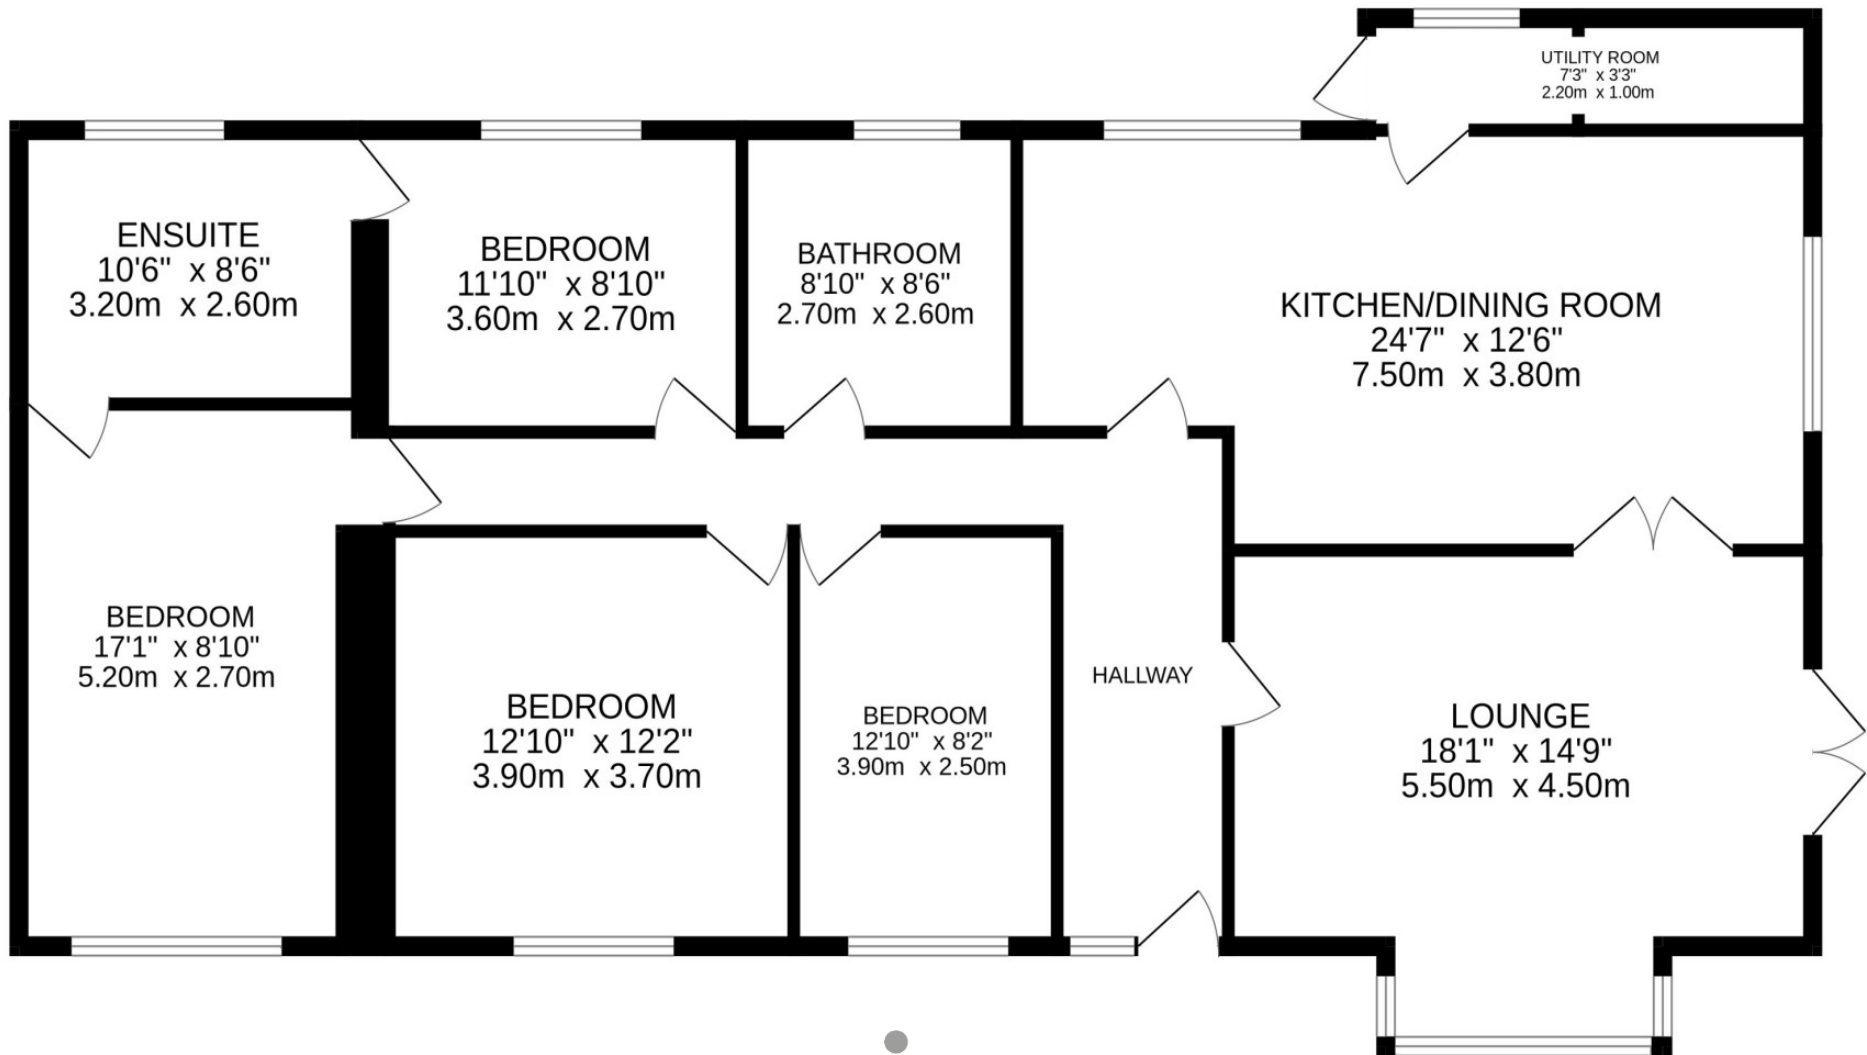 UTILITY ROOM
7'3" x 3'3"
2.20m x 1.00m
ENSUITE
10'6" x 8'6"
3.20m x 2.60m
BEDROOM
11'10" x 8'10"
3.60m x 2.70m
BATHROOM
8'10" x 8'6"
2.70m x 2.60m
KITCHEN/DINING ROOM
24'7" x 12'6"
7.50m x 3.80m
BEDROOM
17'1" x 8'10"
5.20m x 2.70m
BEDROOM
12'10" x 12'2"
3.90m x 3.70m
BEDROOM
12'10" x 8'2"
3.90m x 2.50m
HALLWAY
LOUNGE
18'1" x 14'9"
5.50m x 4.50m